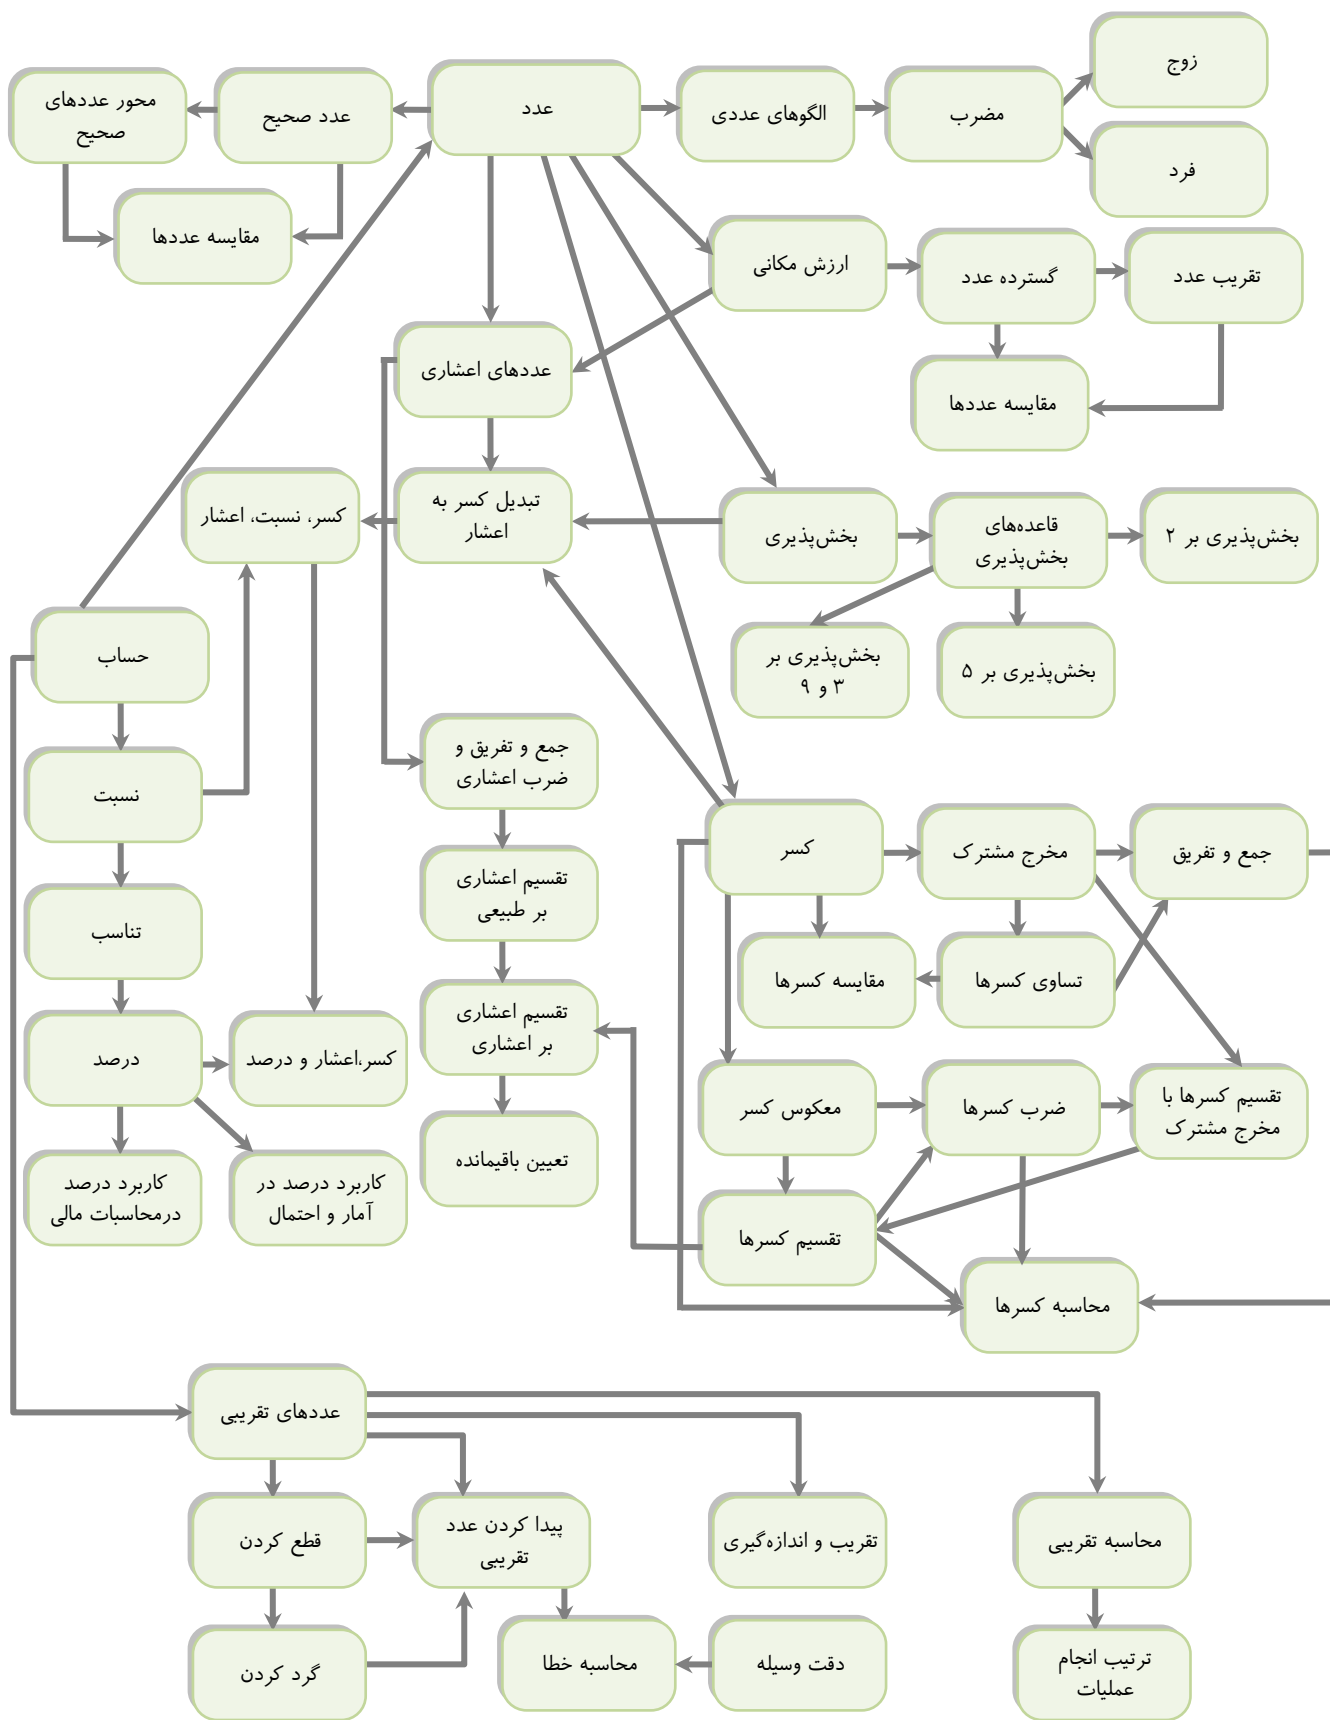 زوج
محور عددهای
صحیح
عدد صحیح
عدد
الگوهای عددی
مضرب
فرد
مقایسه عددها
ارزش مکانی
گسترده عدد
تقریب عدد
عددهای اعشاری
مقایسه عددها
کسر، نسبت، اعشار
تبدیل کسر به
اعشار
بخش‌پذیری
قاعده‌های
بخش‌پذیری
بخش‌پذیری بر ۲
حساب
بخش‌پذیری بر
۳ و ۹
بخش‌پذیری بر ۵
نسبت
جمع و تفریق و
ضرب اعشاری
کسر
مخرج مشترک
جمع و تفریق
تناسب
تقسیم اعشاری
بر طبیعی
مقایسه کسرها
تساوی کسرها
درصد
کسر،اعشار و درصد
تقسیم اعشاری
بر اعشاری
معکوس کسر
ضرب کسرها
تقسیم کسرها با
مخرج مشترک
کاربرد درصد
درمحاسبات مالی
کاربرد درصد در
آمار و احتمال
تعیین باقیمانده
تقسیم کسرها
محاسبه کسرها
عددهای تقریبی
قطع کردن
پیدا کردن عدد
تقریبی
تقریب و اندازه‌گیری
محاسبه تقریبی
گرد کردن
محاسبه خطا
دقت وسیله
ترتیب انجام
عملیات